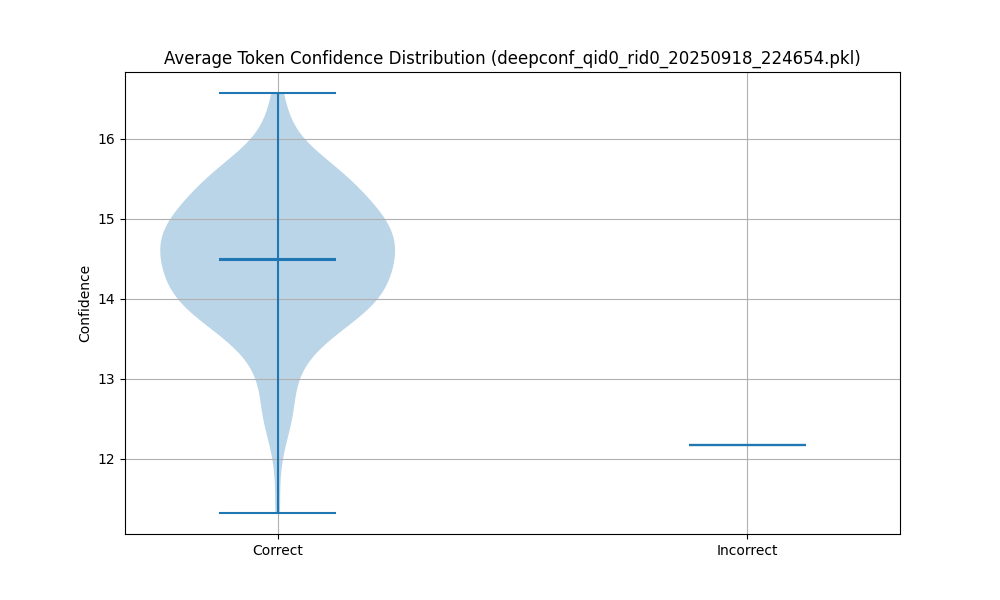 Average Token Confidence Distribution (deepconf_qid0_rid0_20250918_224654.pkl)
Confidence
16
15
14
13
12
Correct
Incorrect